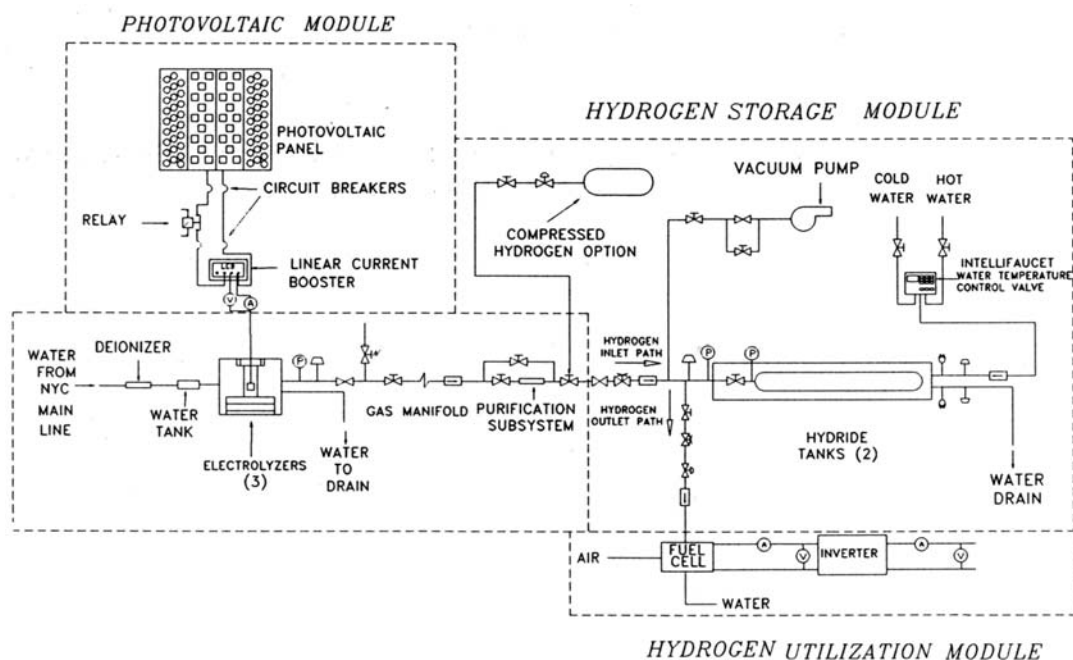 PHOTOVOLTAIC MODULE
PHOTOVOLTAIC
PANEL
CIRCUIT BREAKERS
RELAY
LCB
LINEAR CURRENT
BOOSTER
V
A
HYDROGEN STORAGE MODULE
VACUUM PUMP
COLD
WATER
HOT
WATER
COMPRESSED
HYDROGEN OPTION
INTELLIFAUCET
WATER TEMPERATURE
CONTROL VALVE
DEIONIZER
WATER
FROM NYC
MAIN
LINE
WATER
TANK
ELECTROLYZERS
(3)
P
WATER
TO
DRAIN
GAS MANIFOLD
PURIFICATION
SUBSYSTEM
HYDROGEN
INLET PATH
HYDROGEN
OUTLET PATH
P
P
HYDRIDE
TANKS (2)
WATER
DRAIN
AIR
FUEL
CELL
WATER
A
V
INVERTER
A
V
HYDROGEN UTILIZATION MODULE